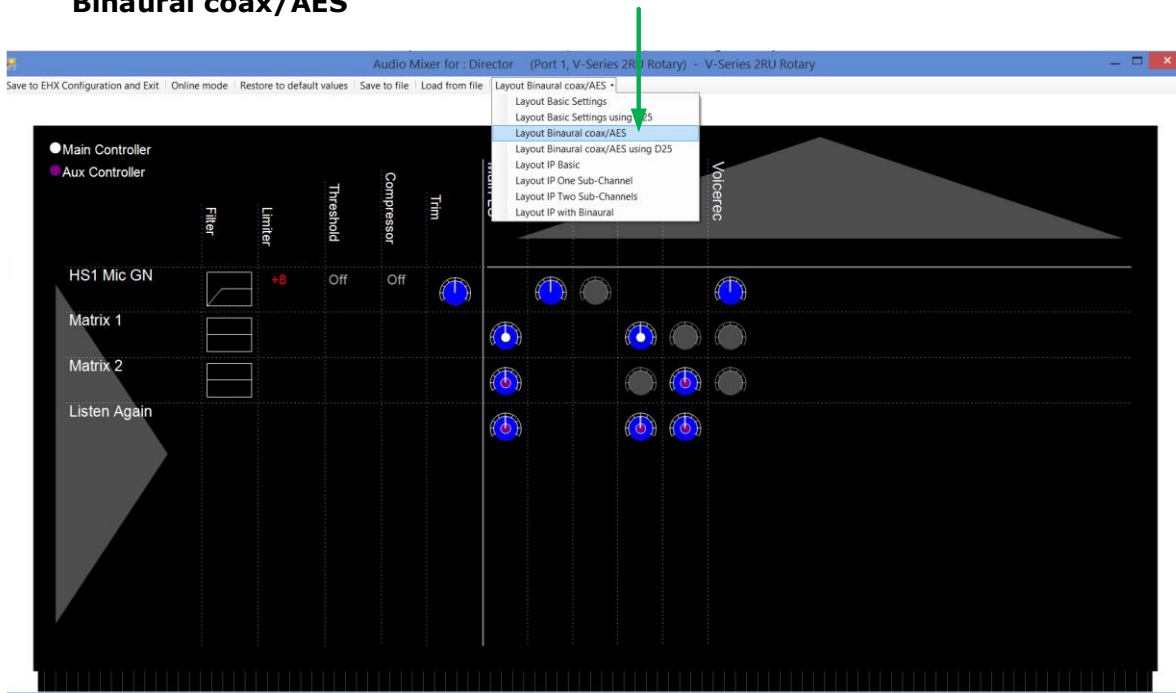 Binaural coax/AES
Audio Mixer for : Director (Port 1, V-Series 2RU Rotary) - V-Series 2RU Rotary
Save to EHX Configuration and Exit Online mode Restore to default values Save to file Load from file Layout Binaural coax/AES
Layout Basic Settings
Layout Basic Settings using D25
Layout Binaural coax/AES
Layout Binaural coax/AES using D25
Layout IP Basic
Layout IP One Sub-Channel
Layout IP Two Sub-Channels
Layout IP with Binaural
Main Controller
Aux Controller
Filter
Limiter
Threshold
Compressor
Trim
Voicerec
HS1 Mic GN +8 Off Off
Matrix 1
Matrix 2
Listen Again